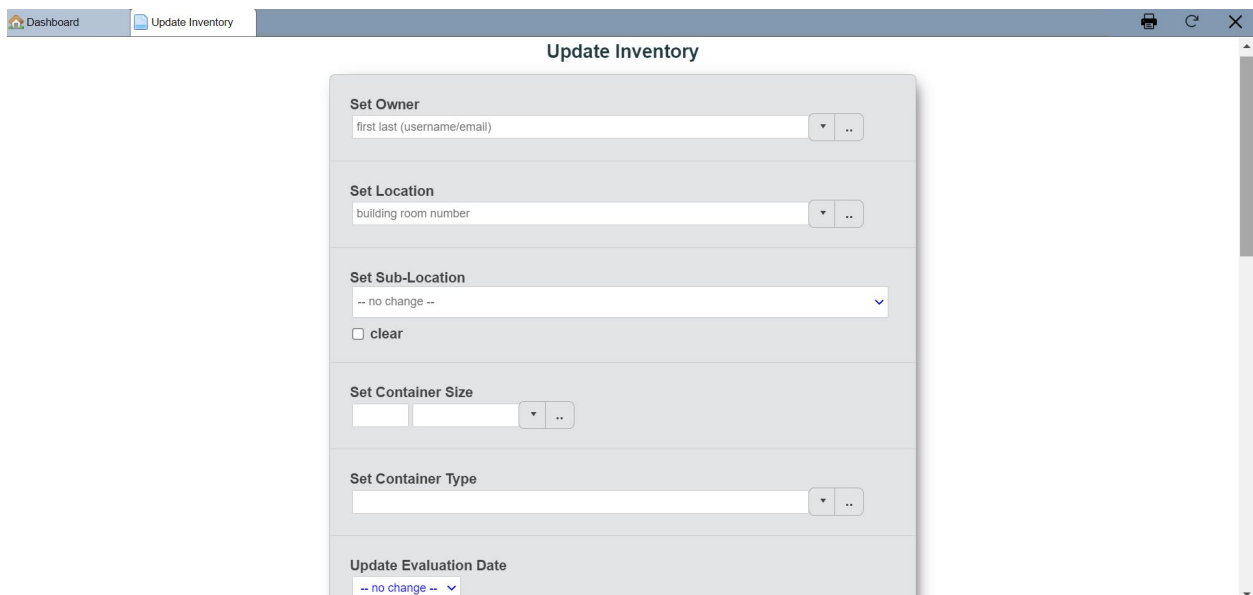 Dashboard
Update Inventory
Update Inventory
Set Owner
first last (username/email)
..
Set Location
building room number
..
Set Sub-Location
-- no change --
clear
Set Container Size
..
Set Container Type
..
Update Evaluation Date
-- no change --